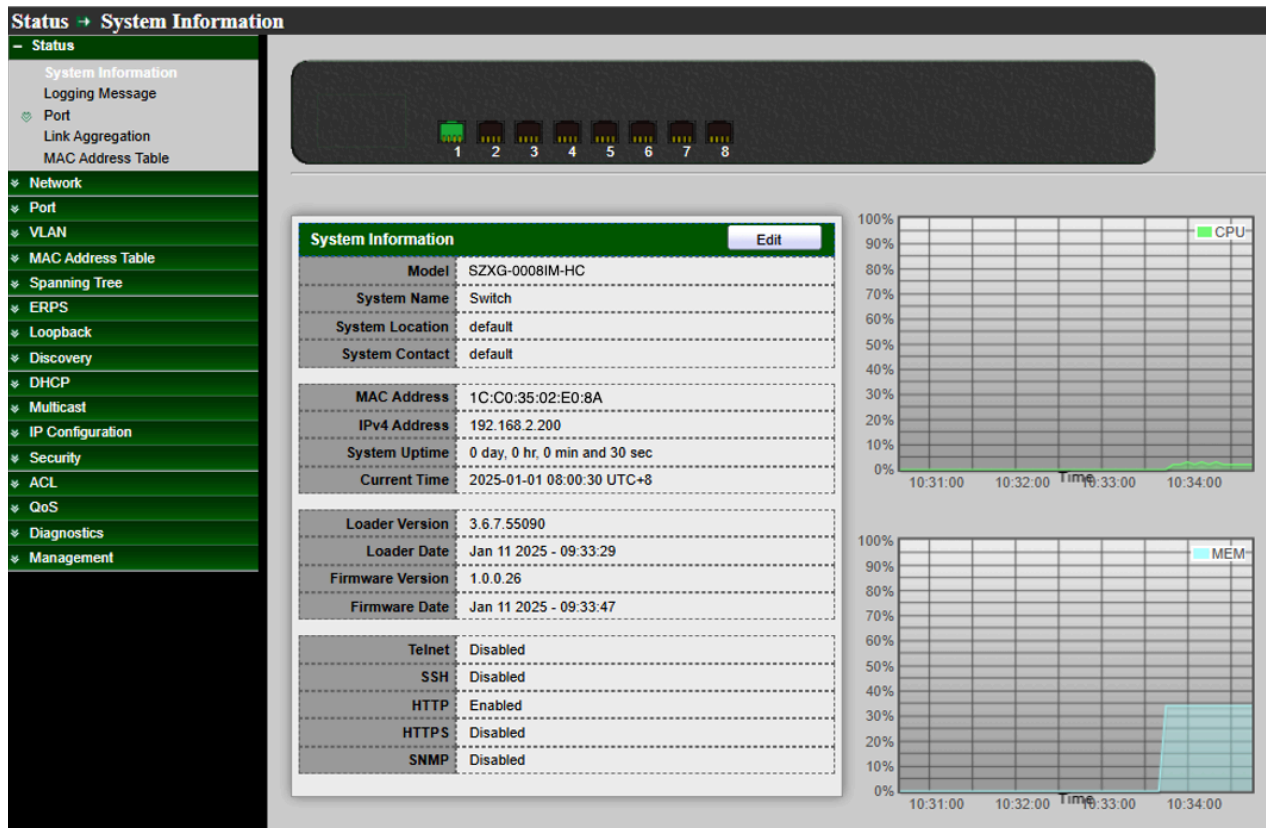 Status → System Information
Status
System Information
Logging Message
Port
Link Aggregation
MAC Address Table
Network
Port
VLAN
MAC Address Table
Spanning Tree
ERPS
Loopback
Discovery
DHCP
Multicast
IP Configuration
Security
ACL
QoS
Diagnostics
Management
1 2 3 4 5 6 7 8
System Information Edit
Model SZXG-0008IM-HC
System Name Switch
System Location default
System Contact default
MAC Address 1C:C0:35:02:E0:8A
IPv4 Address 192.168.2.200
System Uptime 0 day, 0 hr, 0 min and 30 sec
Current Time 2025-01-01 08:00:30 UTC+8
Loader Version 3.6.7.55090
Loader Date Jan 11 2025 - 09:33:29
Firmware Version 1.0.0.26
Firmware Date Jan 11 2025 - 09:33:47
Telnet Disabled
SSH Disabled
HTTP Enabled
HTTPS Disabled
SNMP Disabled
CPU
100%
90%
80%
70%
60%
50%
40%
30%
20%
10%
0%
10:31:00 10:32:00 Time 10:33:00 10:34:00
MEM
100%
90%
80%
70%
60%
50%
40%
30%
20%
10%
0%
10:31:00 10:32:00 Time 10:33:00 10:34:00